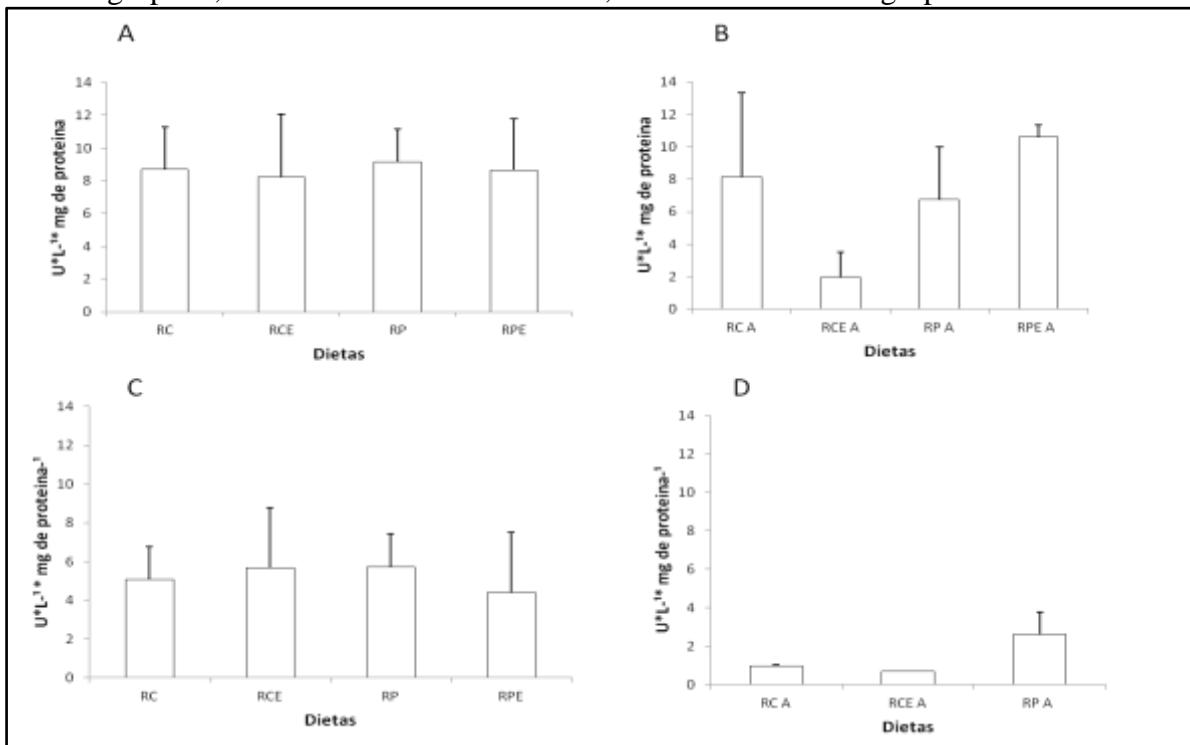 A
14
12
10
8
6
4
2
0
U*L-¹* mg de proteina
RC RCE RP RPE
Dietas
B
14
12
10
8
6
4
2
0
U*L-¹* mg de proteina
RC A RCE A RP A RPE A
Dietas
C
14
12
10
8
6
4
2
0
U*L-¹* mg de proteina-¹
RC RCE RP RPE
Dietas
D
14
12
10
8
6
4
2
0
U*L-¹* mg de proteina-¹
RC A RCE A RP A
Dietas